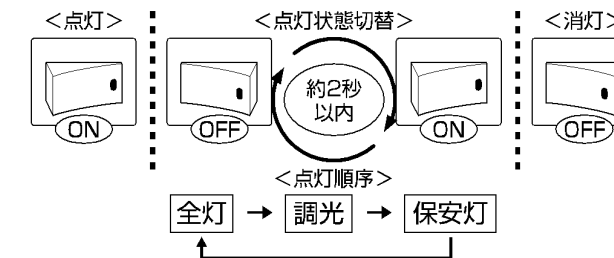 <点灯>
<点灯状態切替>
<消灯>
ON
OFF
約2秒
以内
ON
OFF
<点灯順序>
全灯 → 調光 → 保安灯